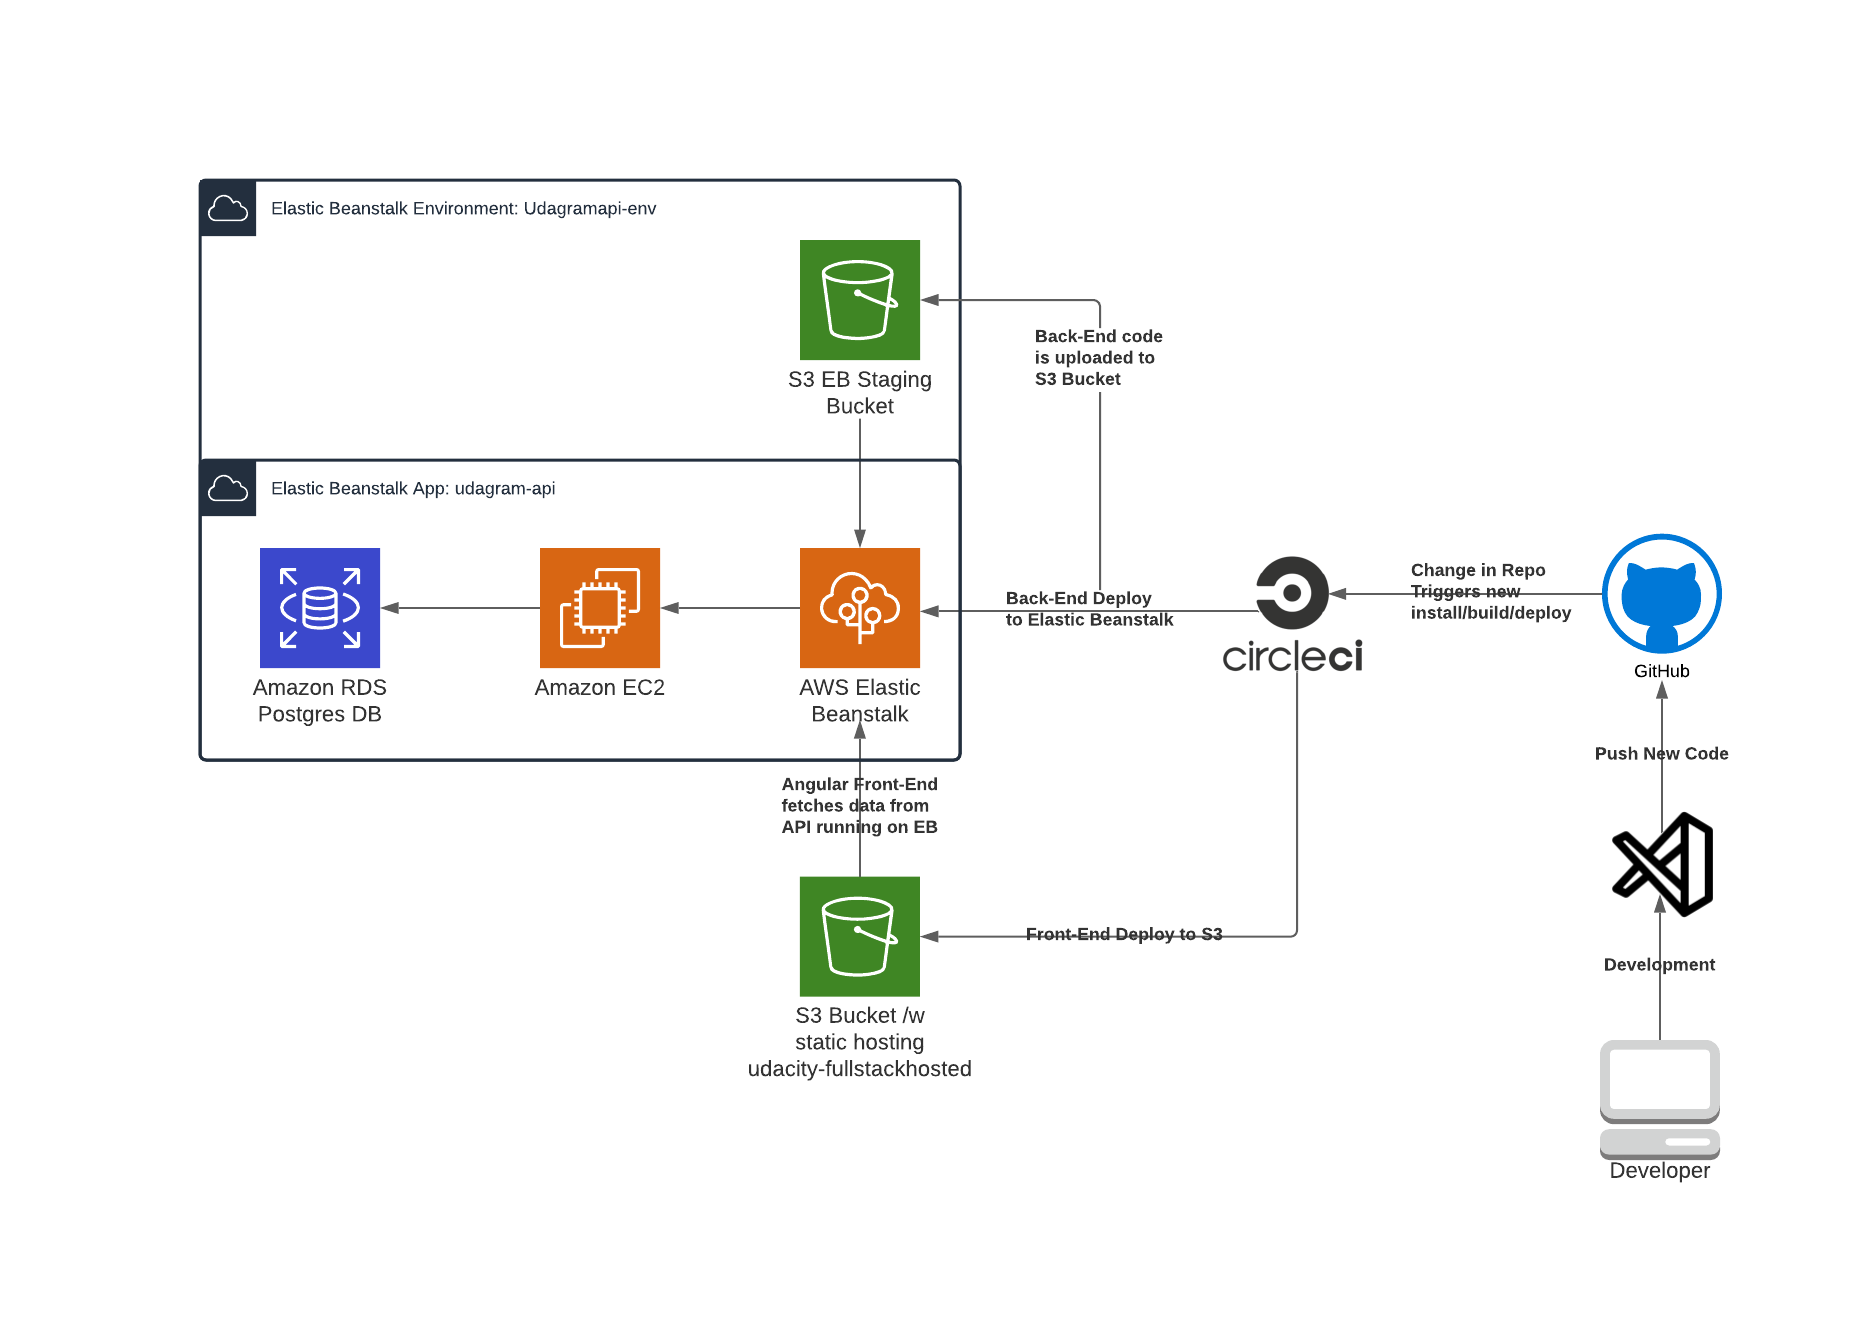 Elastic Beanstalk Environment: Udagramapi-env
S3 EB Staging
Bucket
Back-End code
is uploaded to
S3 Bucket
Elastic Beanstalk App: udagram-api
Amazon RDS
Postgres DB
Amazon EC2
AWS Elastic
Beanstalk
Back-End Deploy
to Elastic Beanstalk
circleci
Change in Repo
Triggers new
install/build/deploy
GitHub
Push New Code
Angular Front-End
fetches data from
API running on EB
Front-End Deploy to S3
Development
S3 Bucket /w
static hosting
udacity-fullstackhosted
Developer